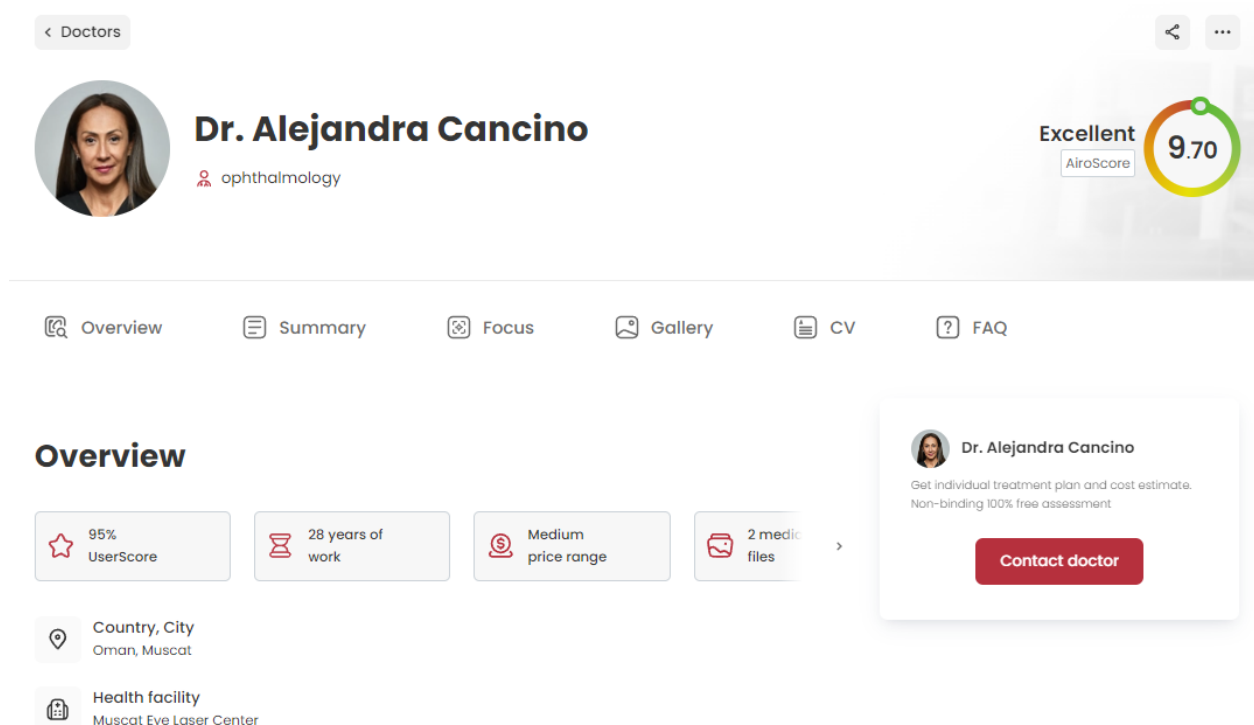 Doctors
Dr. Alejandra Cancino
ophthalmology
Excellent
AiroScore
9.70
Overview
Summary
Focus
Gallery
CV
FAQ
Overview
95%
UserScore
28 years of
work
Medium
price range
2 medic
files
Dr. Alejandra Cancino
Get individual treatment plan and cost estimate.
Non-binding 100% free assessment
Contact doctor
Country, City
Oman, Muscat
Health facility
Muscat Eye Laser Center